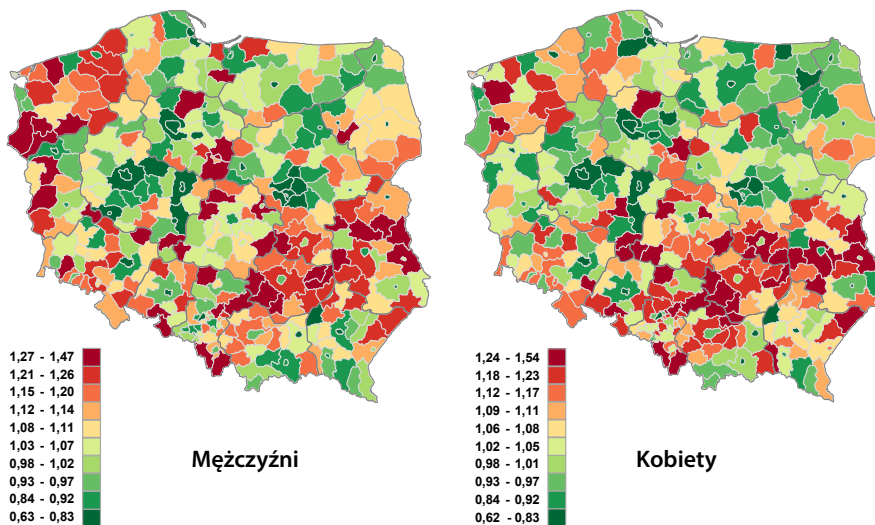 1,27 - 1,47
1,21 - 1,26
1,15 - 1,20
1,12 - 1,14
1,08 - 1,11
1,03 - 1,07
0,98 - 1,02
0,93 - 0,97
0,84 - 0,92
0,63 - 0,83
Mężczyźni
1,24 - 1,54
1,18 - 1,23
1,12 - 1,17
1,09 - 1,11
1,06 - 1,08
1,02 - 1,05
0,98 - 1,01
0,93 - 0,97
0,84 - 0,92
0,62 - 0,83
Kobiety